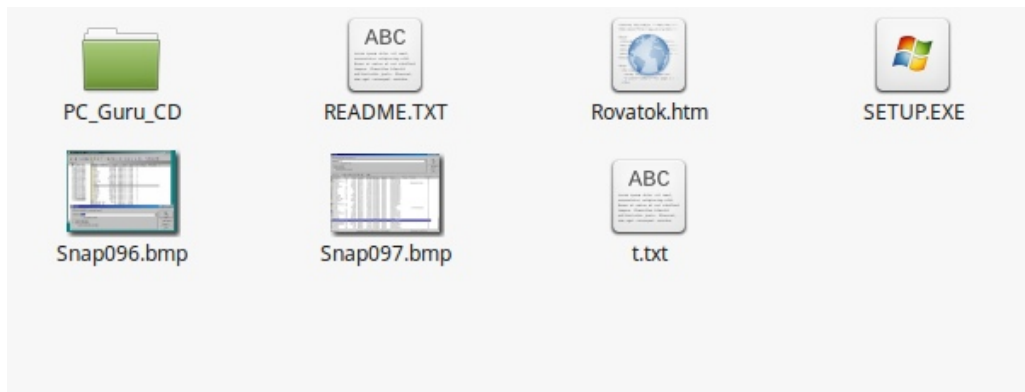 ABC
PC_Guru_CD
README.TXT
Rovatok.htm
SETUP.EXE
ABC
Snap096.bmp
Snap097.bmp
t.txt